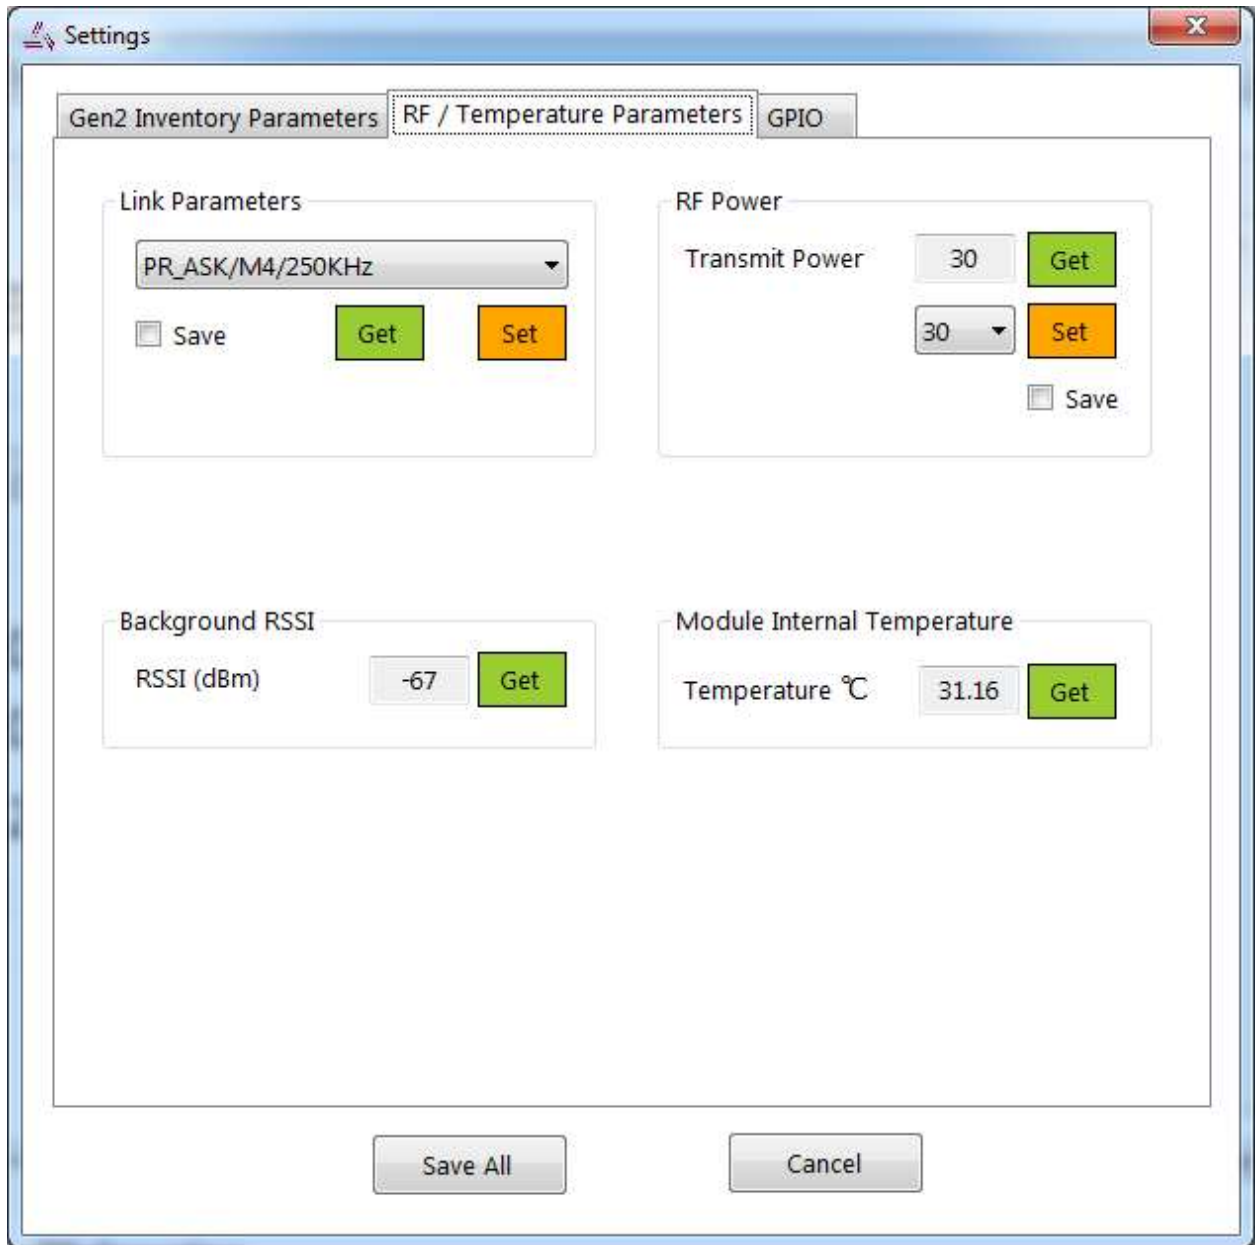 Settings
Gen2 Inventory Parameters RF / Temperature Parameters GPIO
Link Parameters
PR_ASK/M4/250KHz
Save Get Set
RF Power
Transmit Power 30 Get
30 Set
Save
Background RSSI
RSSI (dBm) -67 Get
Module Internal Temperature
Temperature ℃ 31.16 Get
Save All Cancel